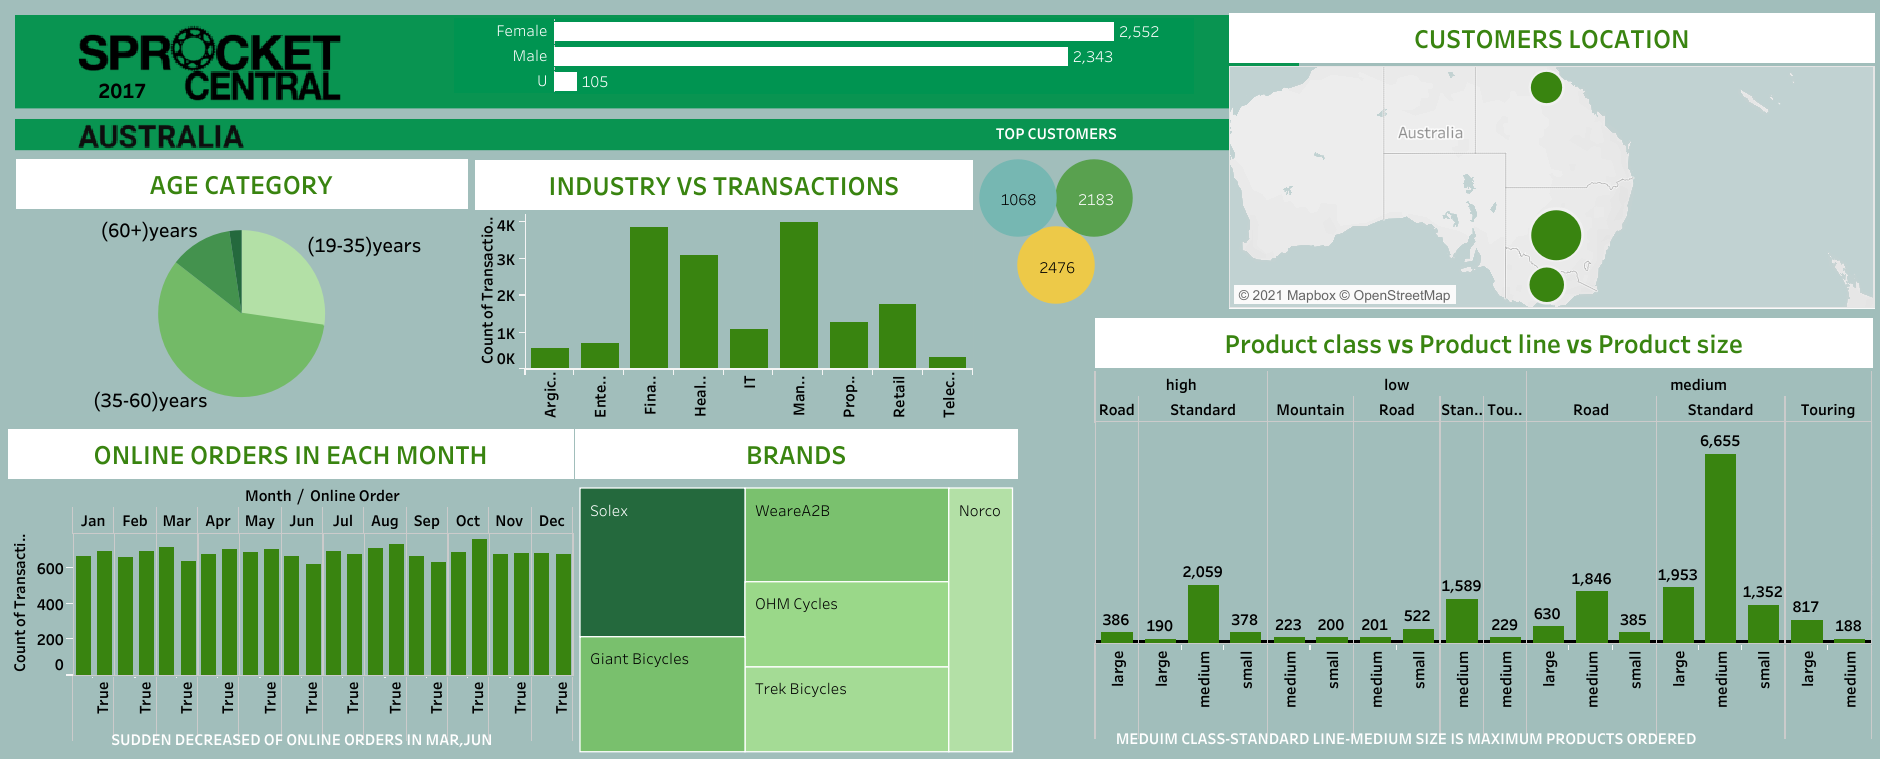 SPROCKET
CENTRAL
2017
Female 2,552
Male 2,343
U 105
AUSTRALIA
TOP CUSTOMERS
1068 2183
2476
CUSTOMERS LOCATION
Australia
© 2021 Mapbox © OpenStreetMap
AGE CATEGORY
(60+)years
(19-35)years
(35-60)years
INDUSTRY VS TRANSACTIONS
Count of Transactio..
4K
3K
2K
1K
0K
Argic.. Ente.. Fina.. Heal.. IT Man.. Prop.. Retail Telec..
Product class vs Product line vs Product size
high low medium
Road Standard Mountain Road Stan.. Tou.. Road Standard Touring
386 190 2,059 378 223 200 201 522 1,589 229 630 1,846 385 1,953 6,655 1,352 817 188
large large medium small medium small medium small medium medium large medium small large medium small large medium
MEDUIM CLASS-STANDARD LINE-MEDIUM SIZE IS MAXIMUM PRODUCTS ORDERED
ONLINE ORDERS IN EACH MONTH
Month / Online Order
Jan Feb Mar Apr May Jun Jul Aug Sep Oct Nov Dec
Count of Transacti..
600
400
200
0
True True True True True True True True True True True True
SUDDEN DECREASED OF ONLINE ORDERS IN MAR,JUN
BRANDS
Solex WeareA2B Norco
OHM Cycles
Giant Bicycles
Trek Bicycles